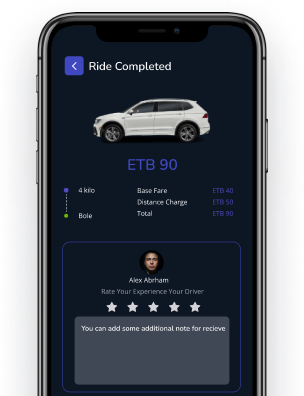 Ride Completed
ETB 90
4 kilo
Base Fare ETB 40
Distance Charge ETB 50
Bole
Total ETB 90
Alex Abrham
Rate Your Experience Your Driver
You can add some additional note for recieve